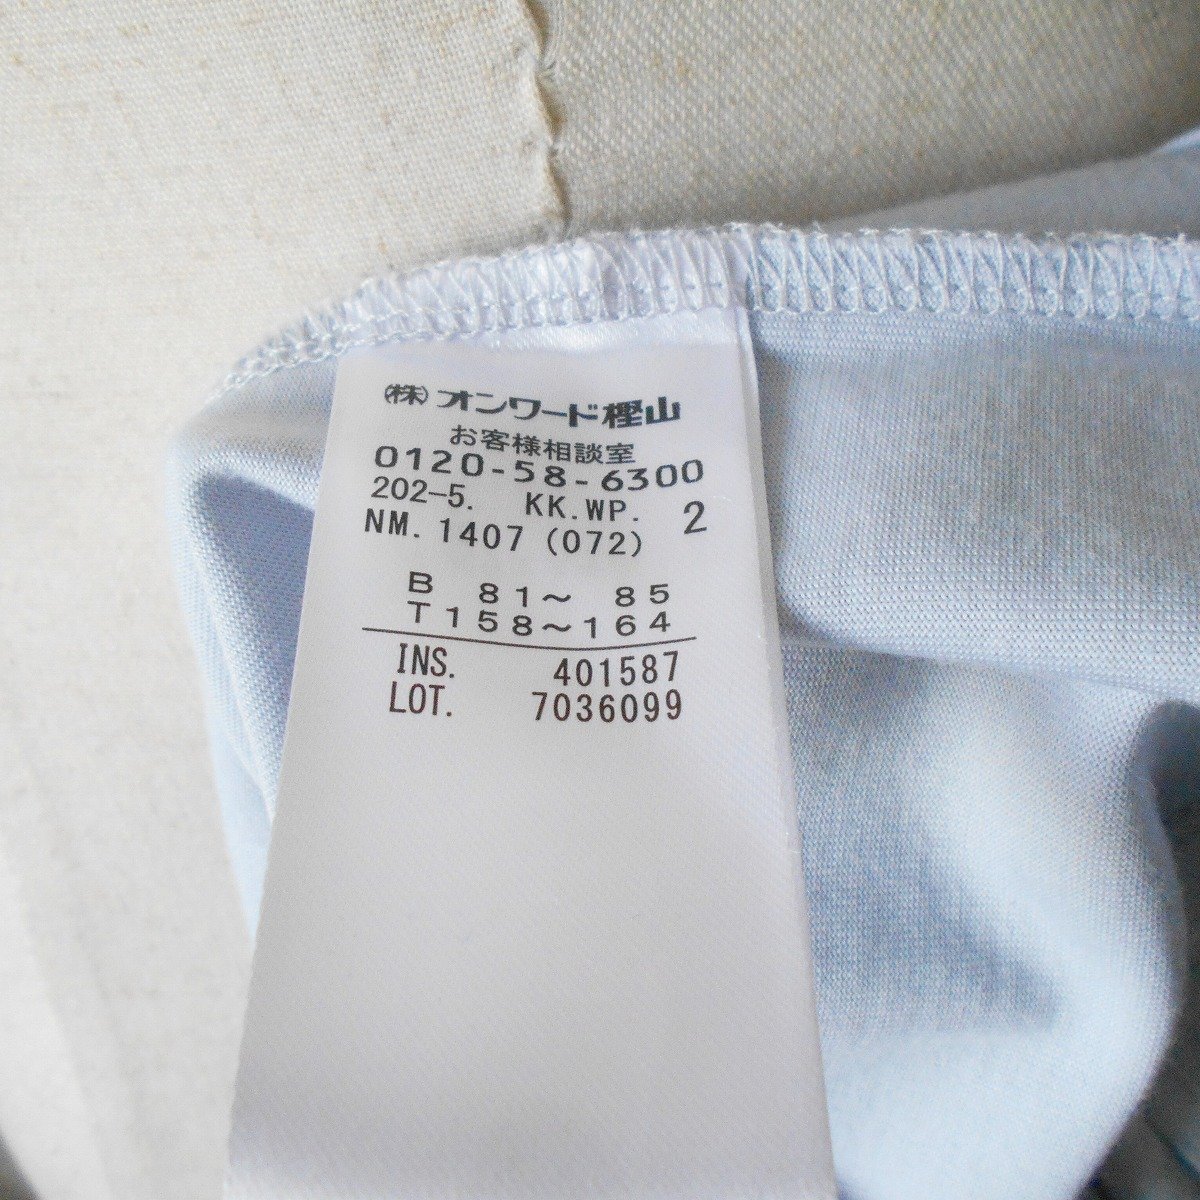 ㈱オンワード樫山
お客様相談室
0120-58-6300
202-5. KK.WP. 2
NM. 1407 (072)
B 81～ 85
T158～164
INS. 401587
LOT. 7036099